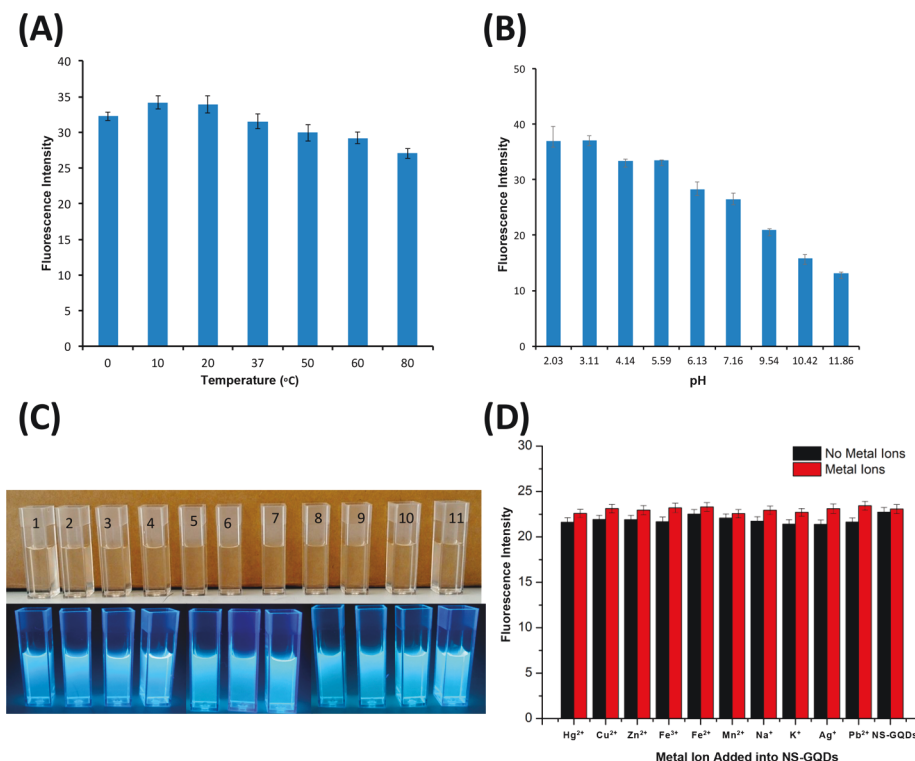 (A)
40
35
30
25
20
15
10
5
0
Fluorescence Intensity
0 10 20 37 50 60 80
Temperature (°C)
(B)
50
40
30
20
10
0
Fluorescence Intensity
2.03 3.11 4.14 5.59 6.13 7.16 9.54 10.42 11.86
pH
(C)
1 2 3 4 5 6 7 8 9 10 11
(D)
30
25
20
15
10
5
0
Fluorescence Intensity
No Metal Ions
Metal Ions
Hg²⁺ Cu²⁺ Zn²⁺ Fe³⁺ Fe²⁺ Mn²⁺ Na⁺ K⁺ Ag⁺ Pb²⁺ NS-GQDs
Metal Ion Added into NS-GQDs